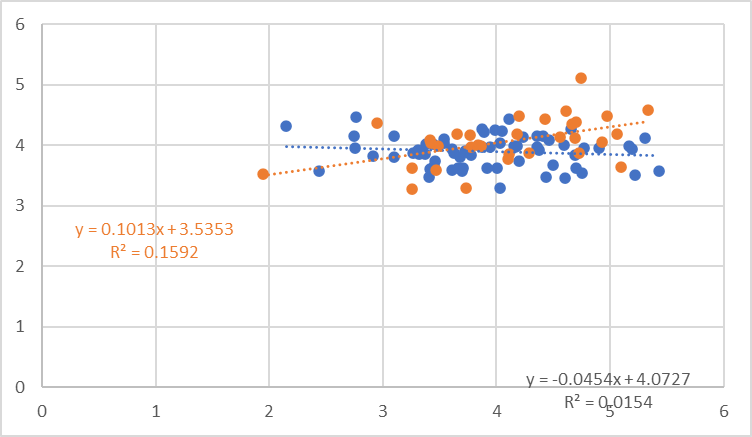 6
5
4
3
2
1
0
y = 0.1013x + 3.5353
R² = 0.1592
y = -0.0454x + 4.0727
R² = 0.0154
0 1 2 3 4 5 6